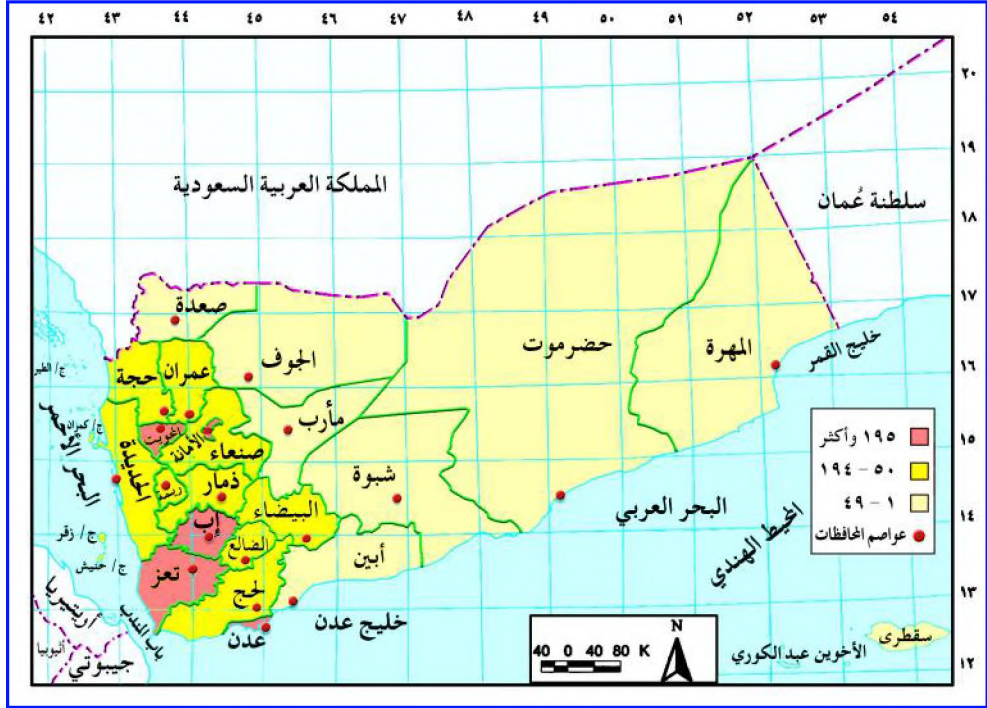 ٤٢ ٤٣ ٤٤ ٤٥ ٤٦ ٤٧ ٤٨ ٤٩ ٥٠ ٥١ ٥٢ ٥٣ ٥٤
٢٠
١٩
١٨
١٧
١٦
١٥
١٤
١٣
١٢
المملكة العربية السعودية
سلطنة عُمان
صعدة
الجوف
حضرموت
المهرة
خليج القمر
حجة
عمران
مأرب
ج/ الطير
ج/ كمران
المحويت
الأمانة
صنعاء
البحر الأحمر
الحديدة
ريمة
ذمار
شبوة
البيضاء
إب
الضالع
أبين
ج/ زقر
ج/ حنيش
تعز
لحج
عدن
خليج عدن
باب المندب
أريتيريا
أثيوبيا
جيبوتي
البحر العربي
المحيط الهندي
سقطرى
الأخوين عبد الكوري
١٩٥ وأكثر
٥٠ - ١٩٤
١ - ٤٩
عواصم المحافظات
N
40 0 40 80 K